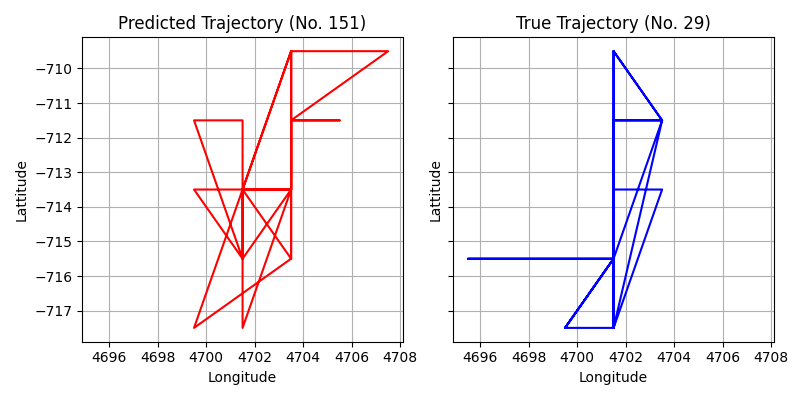 Predicted Trajectory (No. 151)
True Trajectory (No. 29)
Lattitude
−710
−711
−712
−713
−714
−715
−716
−717
4696 4698 4700 4702 4704 4706 4708
Longitude
Lattitude
4696 4698 4700 4702 4704 4706 4708
Longitude